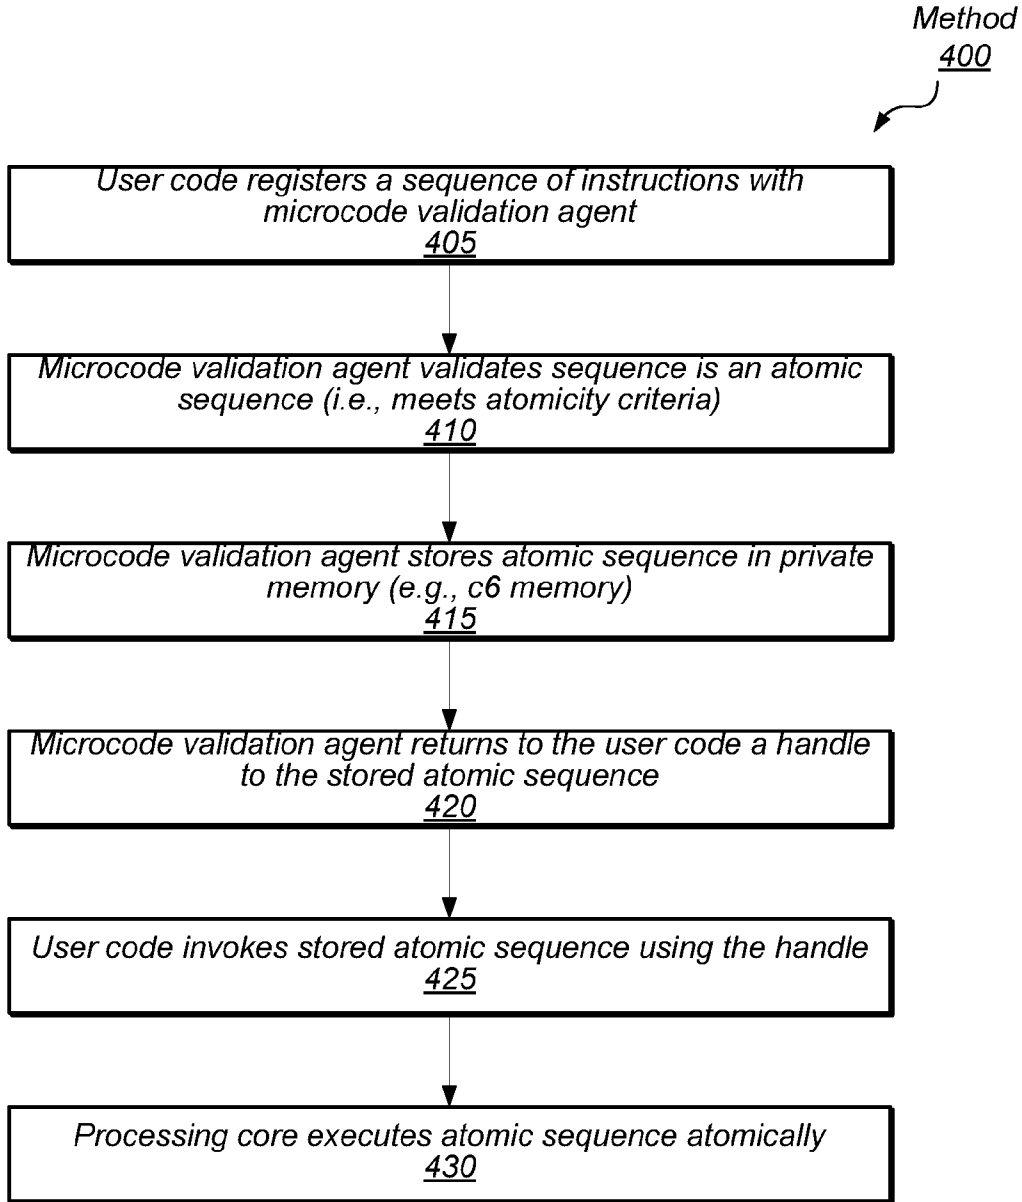 Method
400
User code registers a sequence of instructions with
microcode validation agent
405
Microcode validation agent validates sequence is an atomic
sequence (i.e., meets atomicity criteria)
410
Microcode validation agent stores atomic sequence in private
memory (e.g., c6 memory)
415
Microcode validation agent returns to the user code a handle
to the stored atomic sequence
420
User code invokes stored atomic sequence using the handle
425
Processing core executes atomic sequence atomically
430